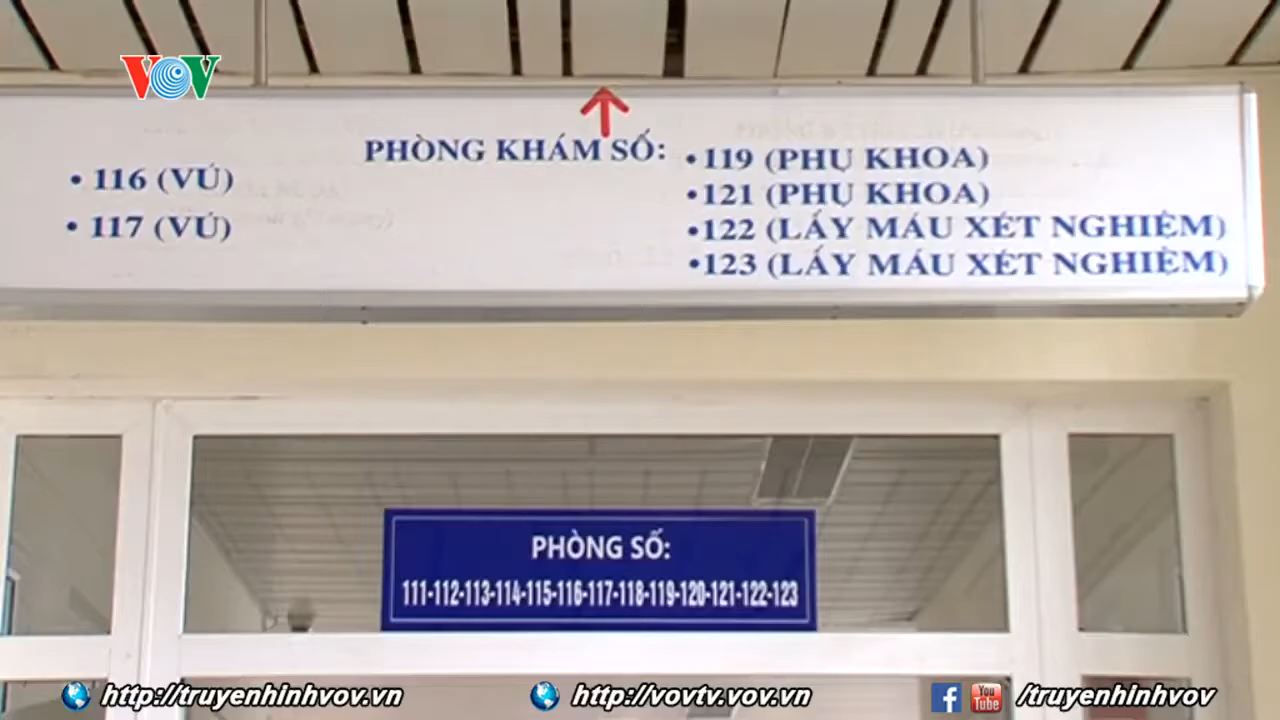 VOV
PHÒNG KHÁM SỐ:
• 116 (VÚ)
• 117 (VÚ)
•119 (PHỤ KHOA)
•121 (PHỤ KHOA)
•122 (LẤY MÁU XÉT NGHIỆM)
•123 (LẤY MÁU XÉT NGHIỆM)
PHÒNG SỐ:
111-112-113-114-115-116-117-118-119-120-121-122-123
http://truyenhinhvov.vn
http://vovtv.vov.vn
f You Tube /truyenhinhvov